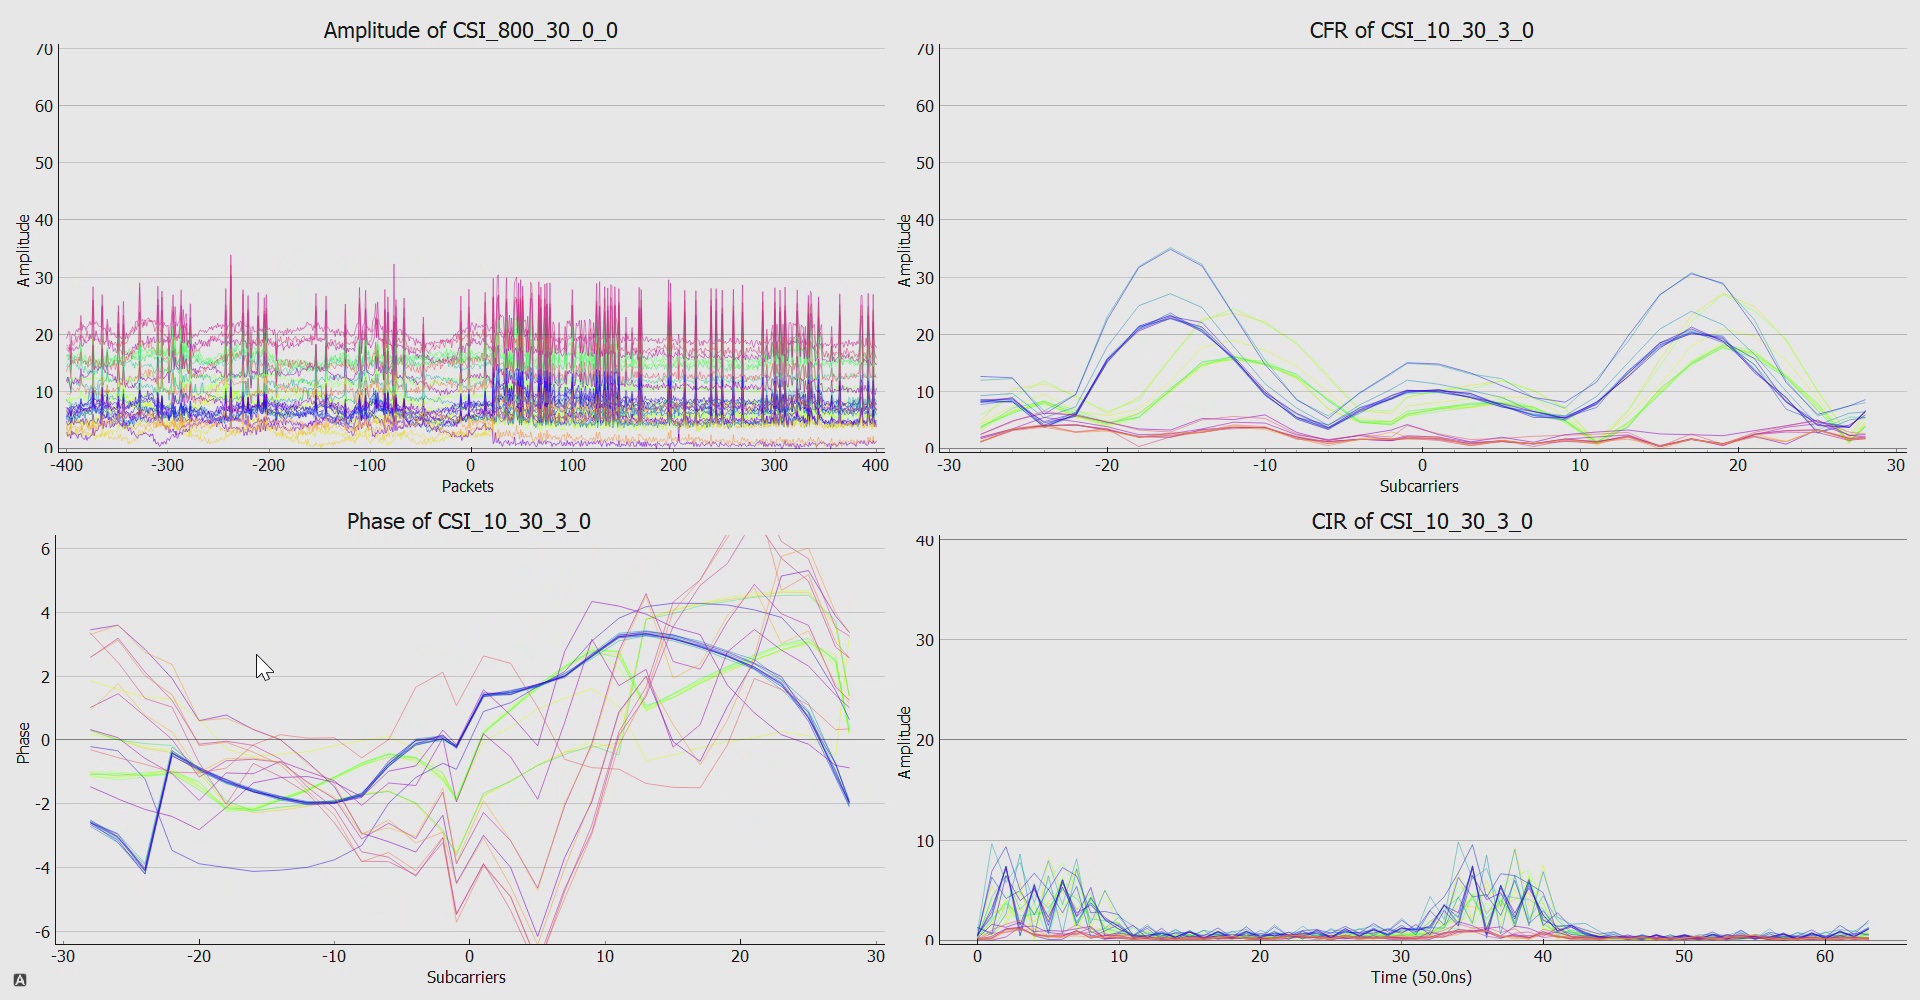 Amplitude of CSI_800_30_0_0
70
60
50
40
30
20
10
0
Amplitude
-400 -300 -200 -100 0 100 200 300 400
Packets
CFR of CSI_10_30_3_0
70
60
50
40
30
20
10
0
Amplitude
-30 -20 -10 0 10 20 30
Subcarriers
Phase of CSI_10_30_3_0
6
4
2
0
-2
-4
-6
Phase
-30 -20 -10 0 10 20 30
Subcarriers
A
CIR of CSI_10_30_3_0
40
30
20
10
0
Amplitude
0 10 20 30 40 50 60
Time (50.0ns)